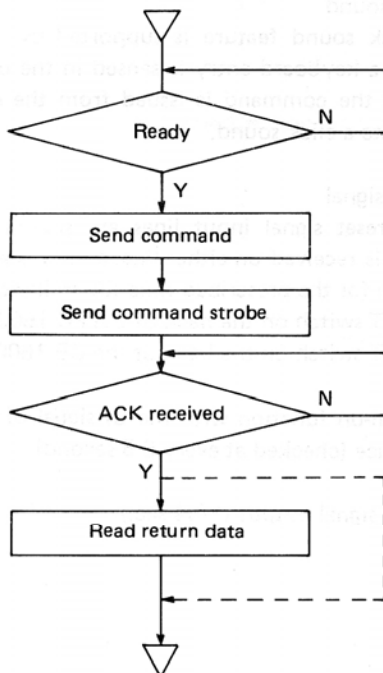 Ready
N
Y
Send command
Send command strobe
ACK received
N
Y
Read return data